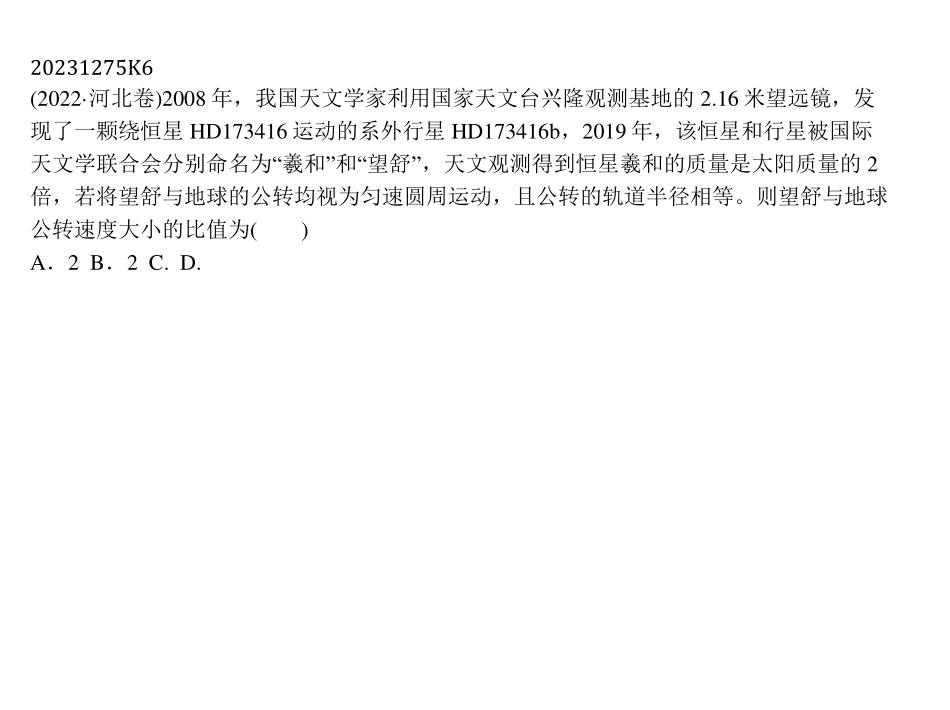 20231275K6
(2022·河北卷)2008 年，我国天文学家利用国家天文台兴隆观测基地的 2.16 米望远镜，发
现了一颗绕恒星 HD173416 运动的系外行星 HD173416b，2019 年，该恒星和行星被国际
天文学联合会分别命名为“羲和”和“望舒”，天文观测得到恒星羲和的质量是太阳质量的 2
倍，若将望舒与地球的公转均视为匀速圆周运动，且公转的轨道半径相等。则望舒与地球
公转速度大小的比值为(　　)
A．2 B．2 C. D.